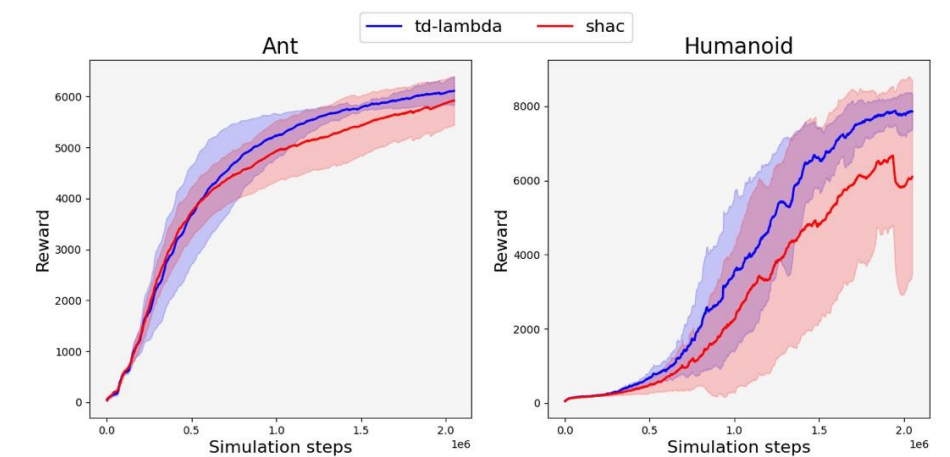 td-lambda shac
Ant Humanoid
6000
5000
4000
3000
2000
1000
0
Reward
0.0 0.5 1.0 1.5 2.0
1e6
Simulation steps
8000
6000
4000
2000
0
Reward
0.0 0.5 1.0 1.5 2.0
1e6
Simulation steps